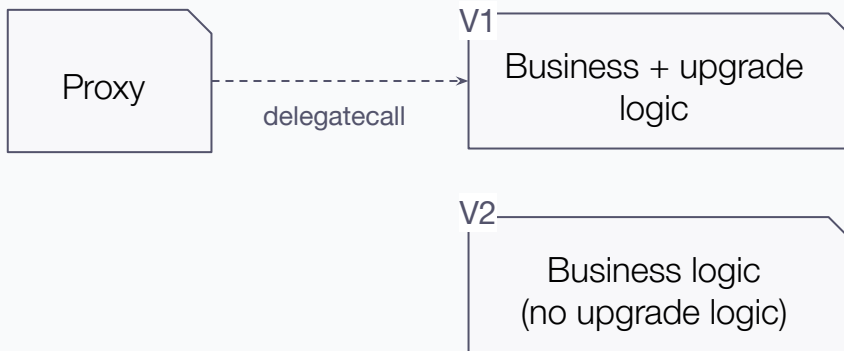 V1
Proxy
Business + upgrade
logic
delegatecall
V2
Business logic
(no upgrade logic)